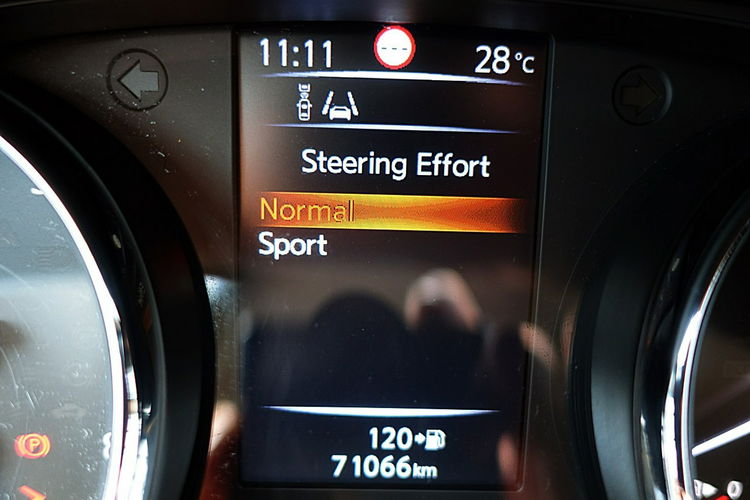 11:11 --- 28°C
Steering Effort
Normal
Sport
120
71066km
P